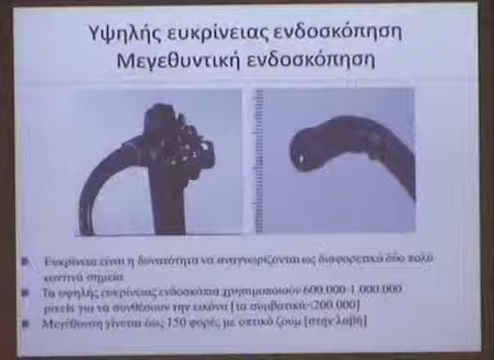 Υψηλής ευκρίνειας ενδοσκόπηση
Μεγεθυντική ενδοσκόπηση
Ευκρίνεια είναι η δυνατότητα να αναγνωρίζονται ως διαφορετικά δύο πολύ
κοντινά σημεία
Τα υψηλής ευκρίνειας ενδοσκόπια χρησιμοποιούν 600.000-1.000.000
pixels για να συνθέσουν την εικόνα [τα συμβατικά<200.000]
Μεγέθυνση γίνεται έως 150 φορές με οπτικό ζουμ [στην λαβή]